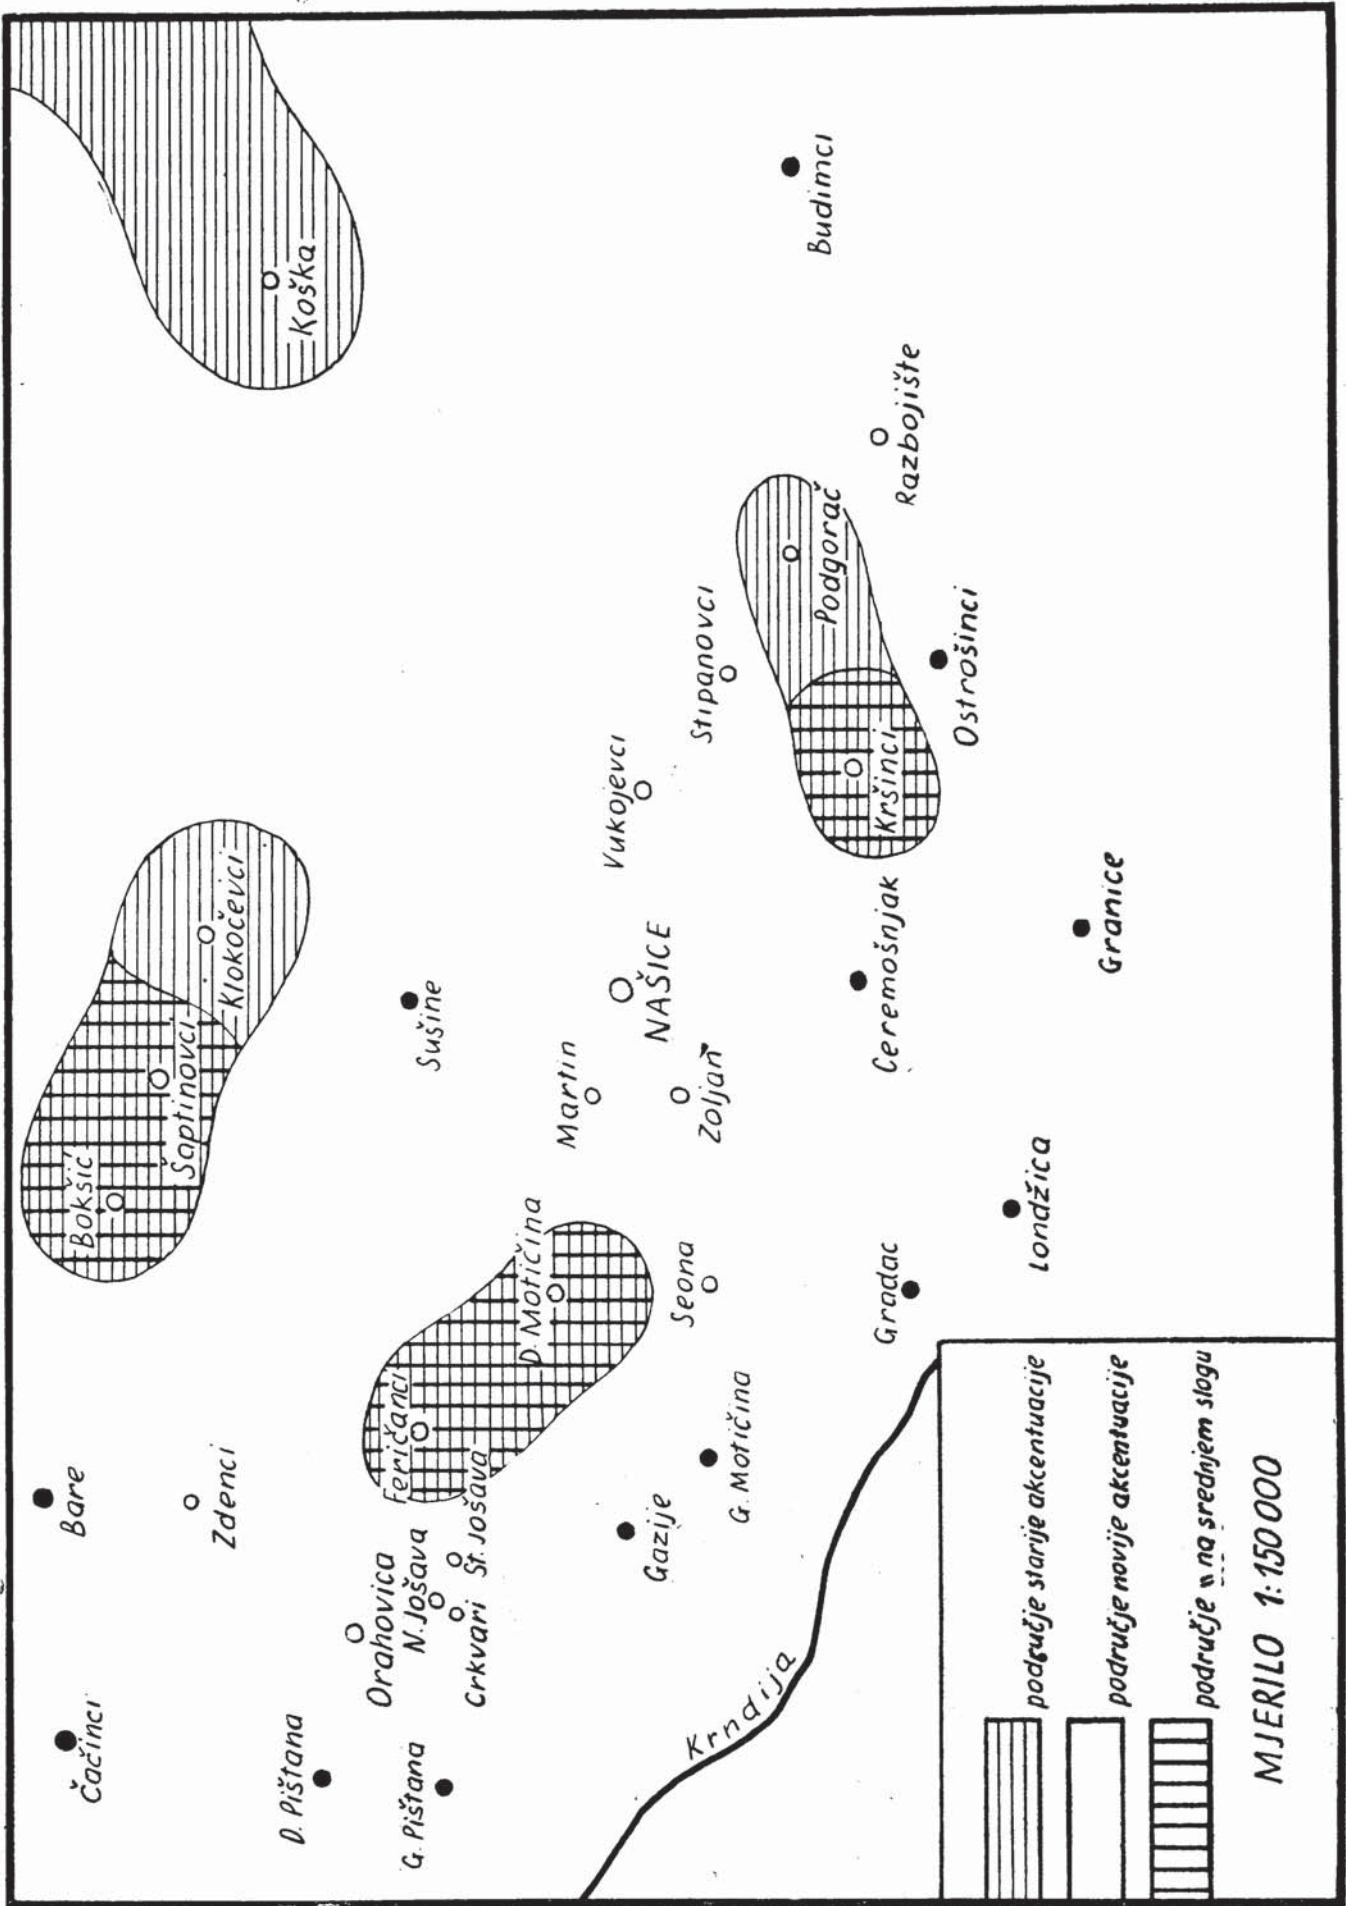 Čačinci
Bare
Bokšić
Šaptinovci
Klokočevci
Koška
Zdenci
D. Pištana
G. Pištana
Orahovica
N. Jošava
Crkvari
St. Jošava
Feričanci
D. Motičina
Sušine
Martin
NAŠICE
Zoljan
Vukojevci
Stipanovci
Podgorač
Budimci
Razbojište
Kršinci
Ostrošinci
Ceremošnjak
Granice
Gazije
G. Motičina
Seona
Gradac
Londžica
Krndija
područje starije akcentuacije
područje novije akcentuacije
područje " na srednjem slogu
MJERILO 1:150 000